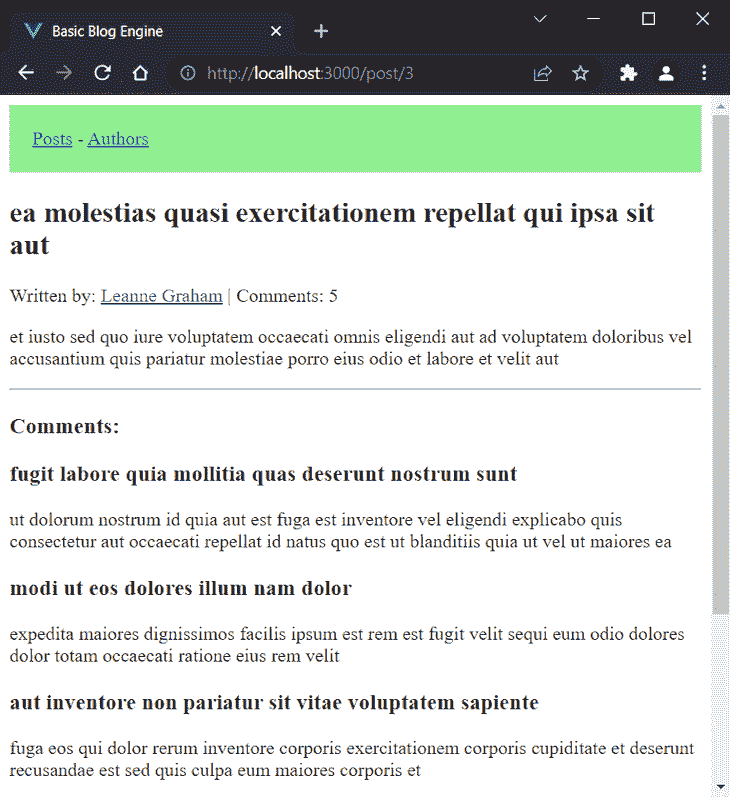 Basic Blog Engine
http://localhost:3000/post/3
Posts - Authors
ea molestias quasi exercitationem repellat qui ipsa sit
aut
Written by: Leanne Graham | Comments: 5
et iusto sed quo iure voluptatem occaecati omnis eligendi aut ad voluptatem doloribus vel
accusantium quis pariatur molestiae porro eius odio et labore et velit aut
Comments:
fugit labore quia mollitia quas deserunt nostrum sunt
ut dolorum nostrum id quia aut est fuga est inventore vel eligendi explicabo quis
consectetur aut occaecati repellat id natus quo est ut blanditiis quia ut vel ut maiores ea
modi ut eos dolores illum nam dolor
expedita maiores dignissimos facilis ipsum est rem est fugit velit sequi eum odio dolores
dolor totam occaecati ratione eius rem velit
aut inventore non pariatur sit vitae voluptatem sapiente
fuga eos qui dolor rerum inventore corporis exercitationem corporis cupiditate et deserunt
recusandae est sed quis culpa eum maiores corporis et